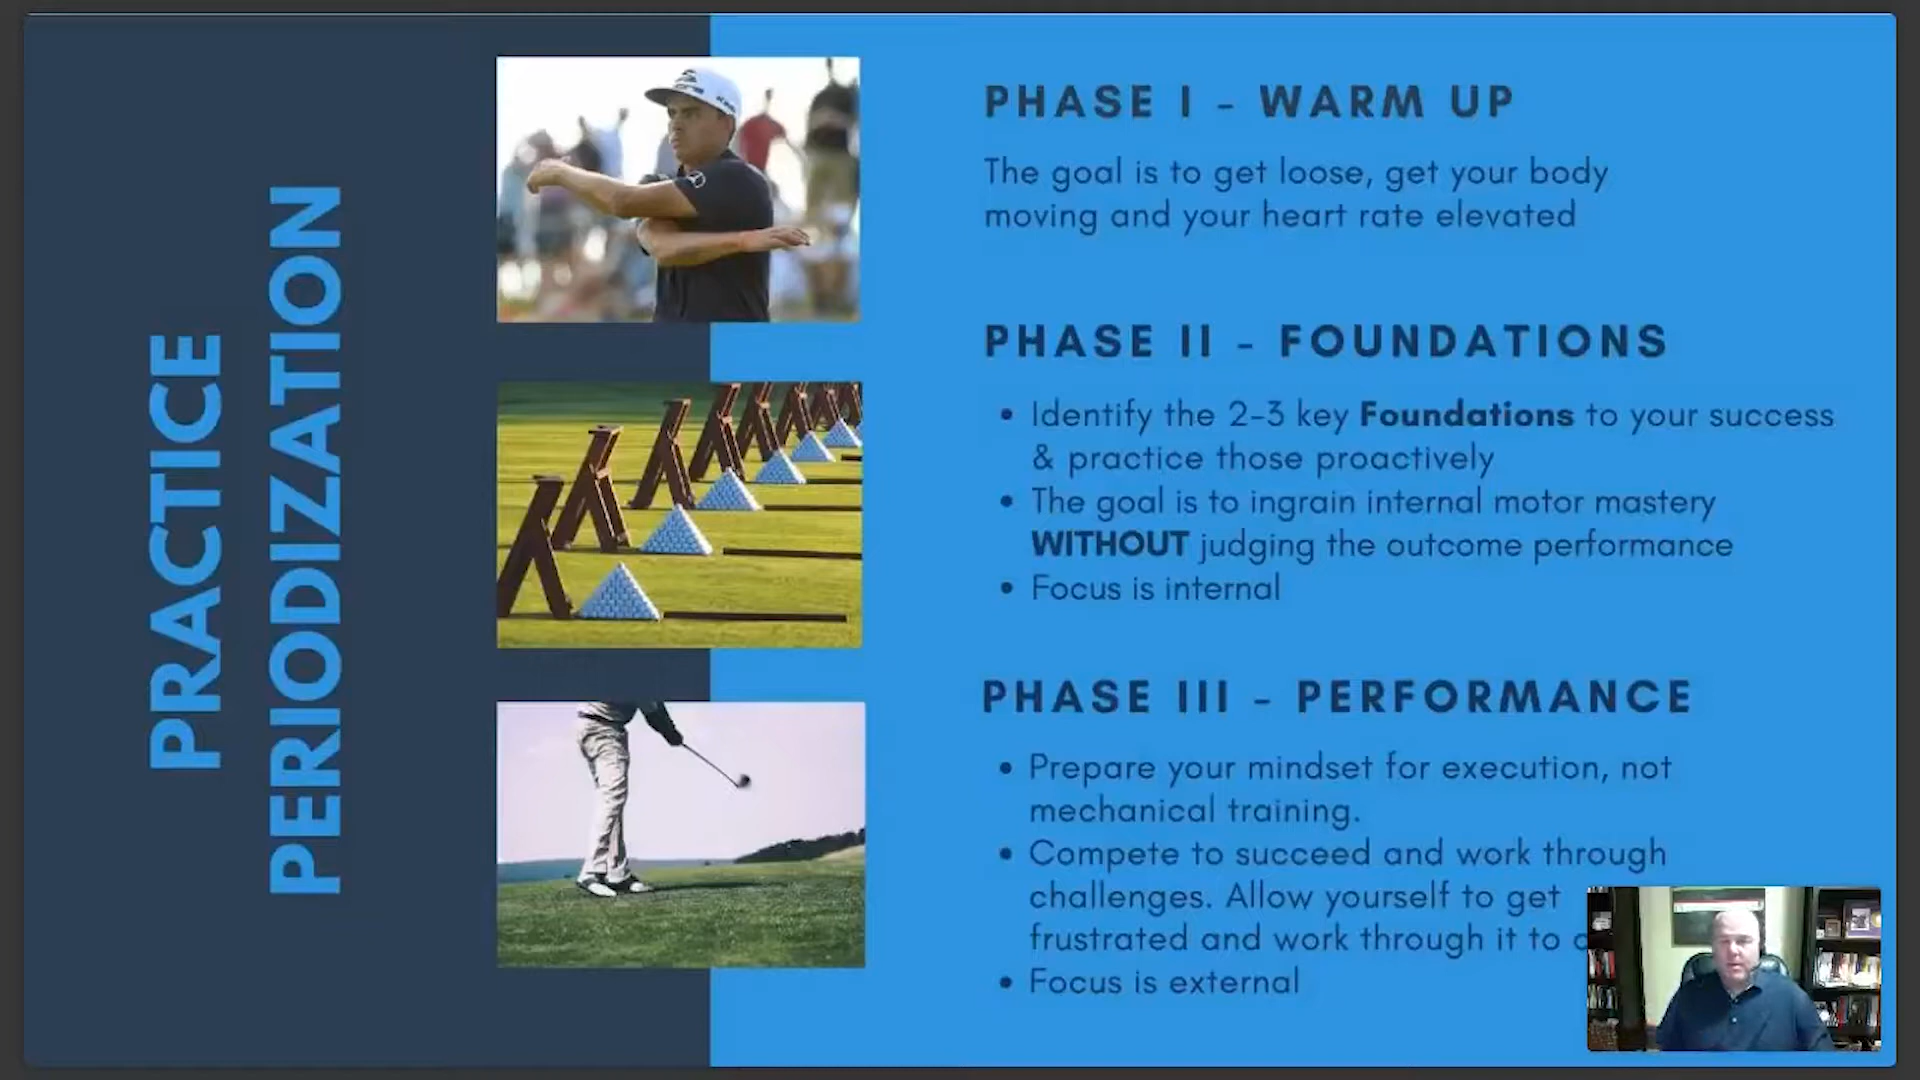 PRACTICE
PERIODIZATION
PHASE I - WARM UP
The goal is to get loose, get your body
moving and your heart rate elevated
PHASE II - FOUNDATIONS
• Identify the 2-3 key Foundations to your success
& practice those proactively
• The goal is to ingrain internal motor mastery
WITHOUT judging the outcome performance
• Focus is internal
PHASE III - PERFORMANCE
• Prepare your mindset for execution, not
mechanical training.
• Compete to succeed and work through
challenges. Allow yourself to get
frustrated and work through it to
• Focus is external